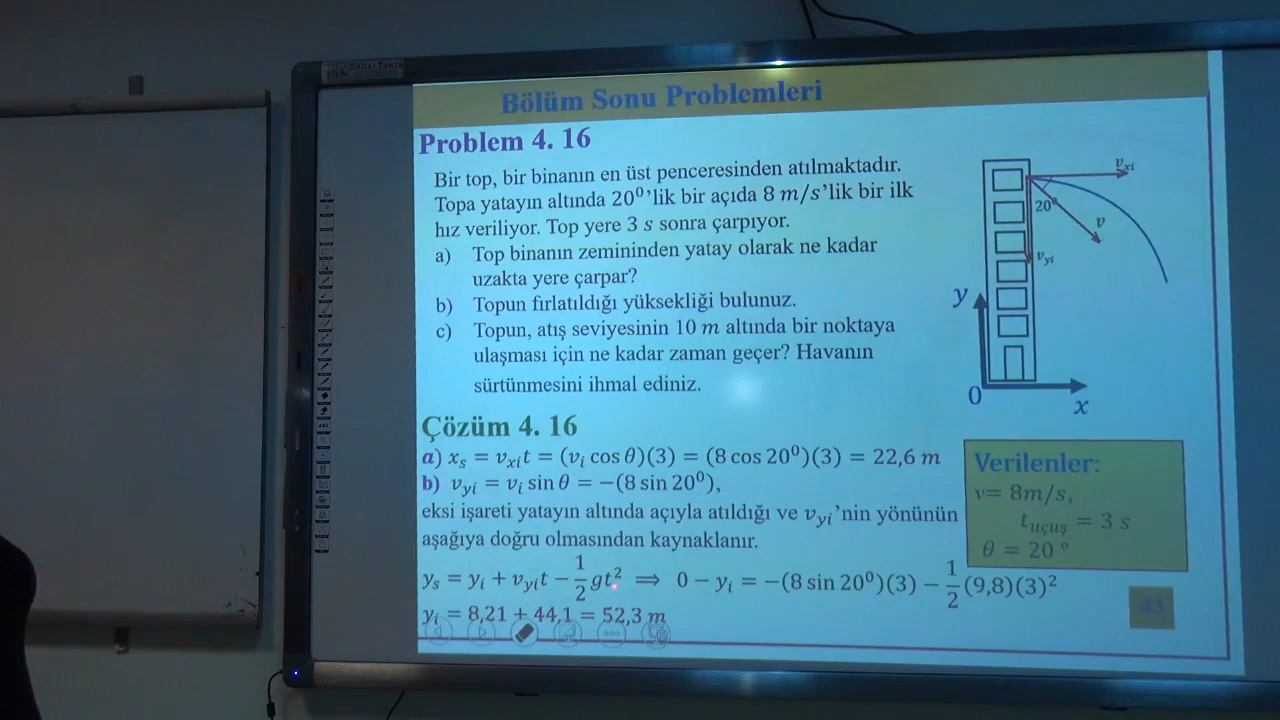 AKILLI TAHTA
Bölüm Sonu Problemleri
Problem 4. 16
Bir top, bir binanın en üst penceresinden atılmaktadır.
Topa yatayın altında 20⁰'lik bir açıda 8 m/s'lik bir ilk
hız veriliyor. Top yere 3 s sonra çarpıyor.
a) Top binanın zemininden yatay olarak ne kadar
uzakta yere çarpar?
b) Topun fırlatıldığı yüksekliği bulunuz.
c) Topun, atış seviyesinin 10 m altında bir noktaya
ulaşması için ne kadar zaman geçer? Havanın
sürtünmesini ihmal ediniz.
v_xi
20⁰
v
v_yi
y
0
x
Çözüm 4. 16
a) x_s = v_xi t = (v_i cos θ)(3) = (8 cos 20⁰)(3) = 22,6 m
b) v_yi = v_i sin θ = −(8 sin 20⁰),
eksi işareti yatayın altında açıyla atıldığı ve v_yi'nin yönünün
aşağıya doğru olmasından kaynaklanır.
y_s = y_i + v_yi t − 1/2 gt² ⟹ 0 − y_i = −(8 sin 20⁰)(3) − 1/2 (9,8)(3)²
y_i = 8,21 + 44,1 = 52,3 m
Verilenler:
v= 8m/s,
t_uçuş = 3 s
θ = 20 °
43